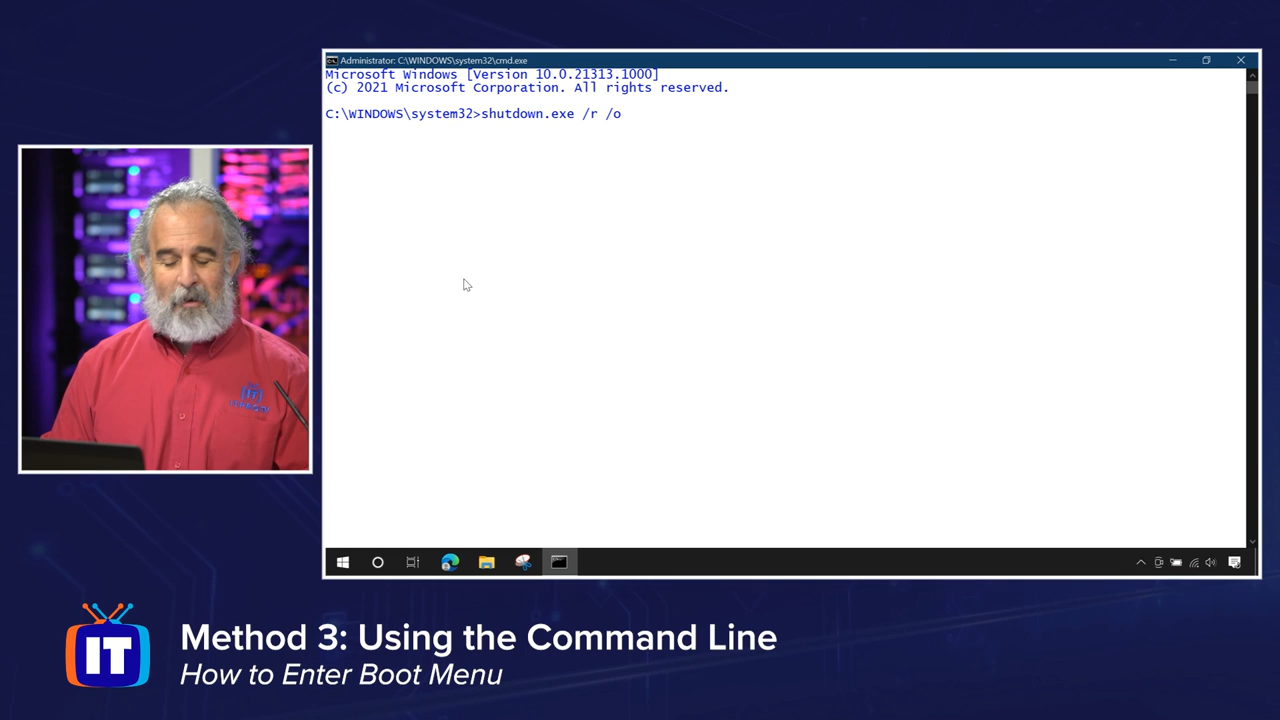 Administrator: C:\WINDOWS\system32\cmd.exe
Microsoft Windows [Version 10.0.21313.1000]
(c) 2021 Microsoft Corporation. All rights reserved.
C:\WINDOWS\system32>shutdown.exe /r /o
IT
IT
Method 3: Using the Command Line
How to Enter Boot Menu